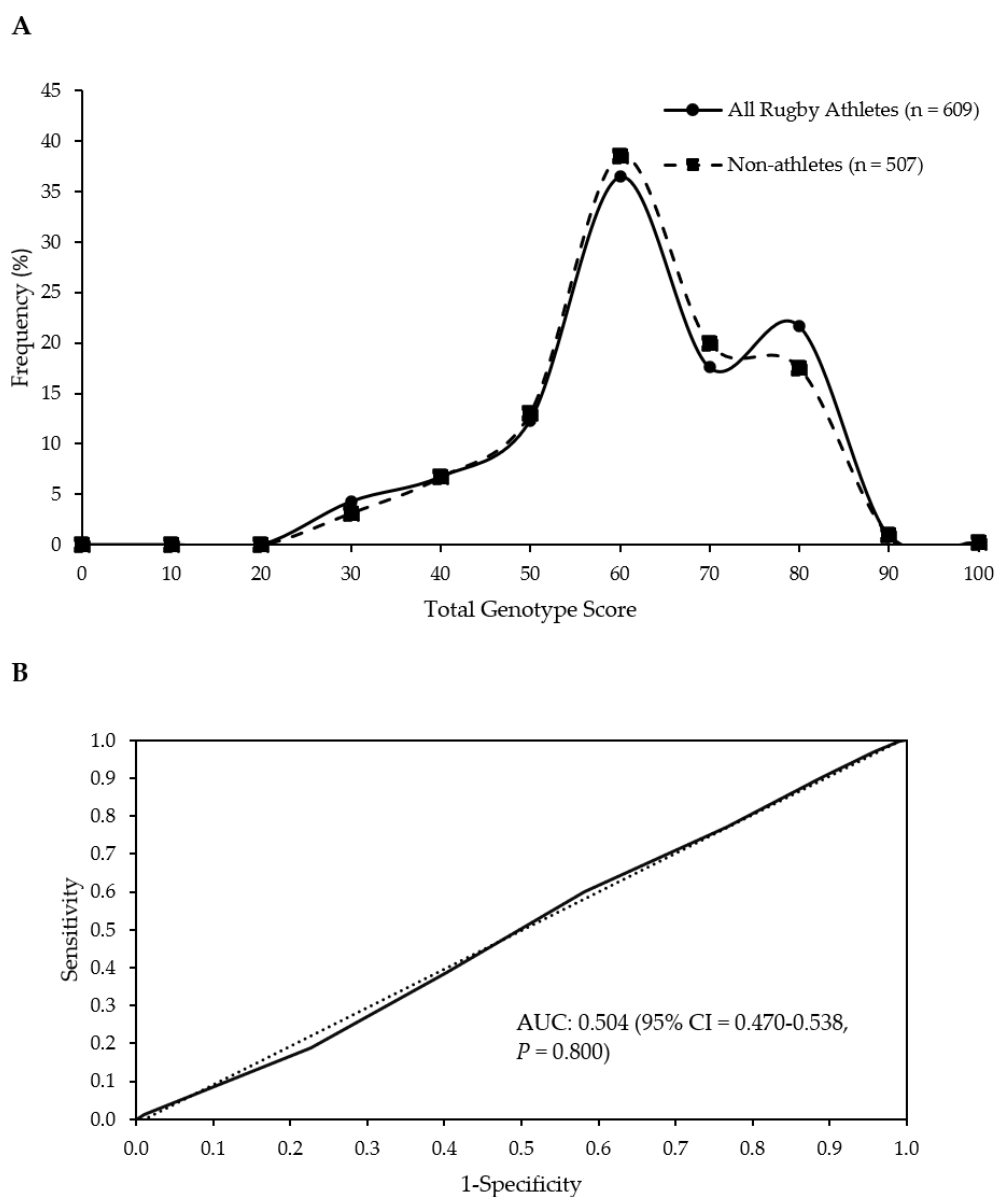 A
45
40
35
30
25
20
15
10
5
0
Frequency (%)
All Rugby Athletes (n = 609)
Non-athletes (n = 507)
0 10 20 30 40 50 60 70 80 90 100
Total Genotype Score
B
1.0
0.9
0.8
0.7
0.6
0.5
0.4
0.3
0.2
0.1
0.0
Sensitivity
AUC: 0.504 (95% CI = 0.470-0.538,
P = 0.800)
0.0 0.1 0.2 0.3 0.4 0.5 0.6 0.7 0.8 0.9 1.0
1-Specificity